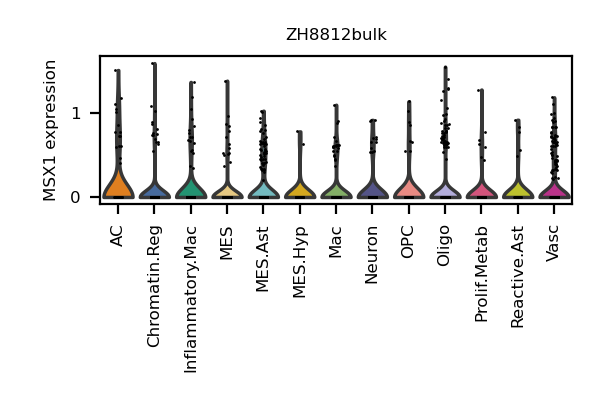 ZH8812bulk
MSX1 expression
1
0
AC
Chromatin.Reg
Inflammatory.Mac
MES
MES.Ast
MES.Hyp
Mac
Neuron
OPC
Oligo
Prolif.Metab
Reactive.Ast
Vasc